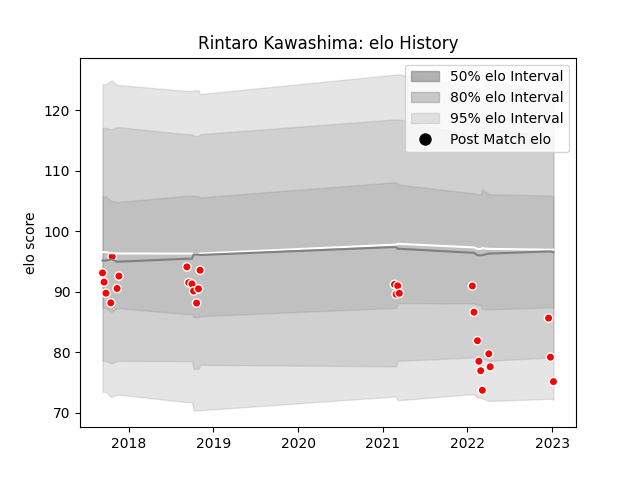 Rintaro Kawashima: elo History
elo score
120
110
100
90
80
70
50% elo Interval
80% elo Interval
95% elo Interval
Post Match elo
2018 2019 2020 2021 2022 2023